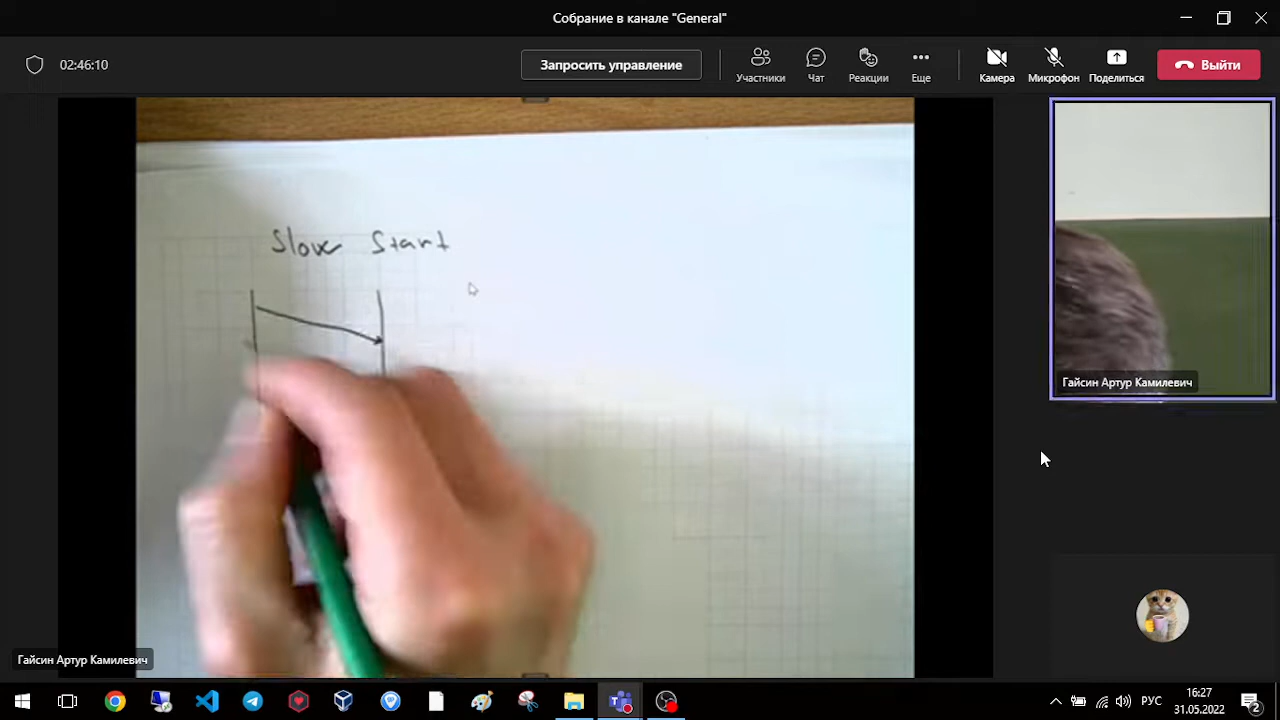 Собрание в канале "General"
02:46:10
Запросить управление
Участники
Чат
Реакции
Еще
Камера
Микрофон
Поделиться
Выйти
Slow Start
Гайсин Артур Камилевич
Гайсин Артур Камилевич
РУС
16:27
31.05.2022
2